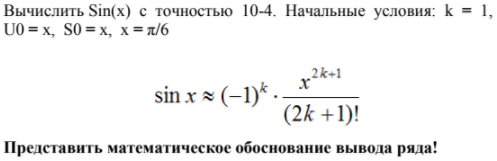 Вычислить Sin(x) с точностью 10-4. Начальные условия: k = 1,
U0 = x, S0 = x, x = π/6
sin x ≈ (−1)^k · x^{2k+1} / (2k + 1)!
Представить математическое обоснование вывода ряда!